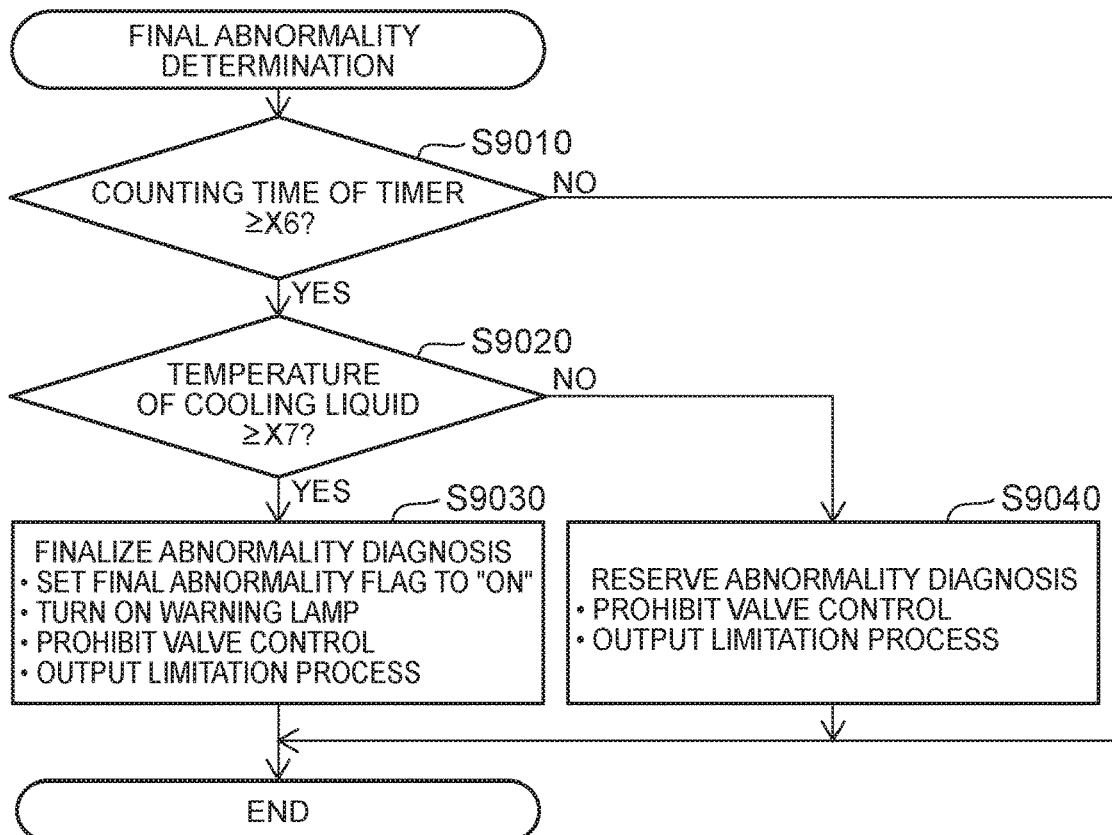 FINAL ABNORMALITY
DETERMINATION
S9010
COUNTING TIME OF TIMER
≥X6?
NO
YES
S9020
TEMPERATURE
OF COOLING LIQUID
≥X7?
NO
YES
S9030
FINALIZE ABNORMALITY DIAGNOSIS
・SET FINAL ABNORMALITY FLAG TO "ON"
・TURN ON WARNING LAMP
・PROHIBIT VALVE CONTROL
・OUTPUT LIMITATION PROCESS
S9040
RESERVE ABNORMALITY DIAGNOSIS
・PROHIBIT VALVE CONTROL
・OUTPUT LIMITATION PROCESS
END